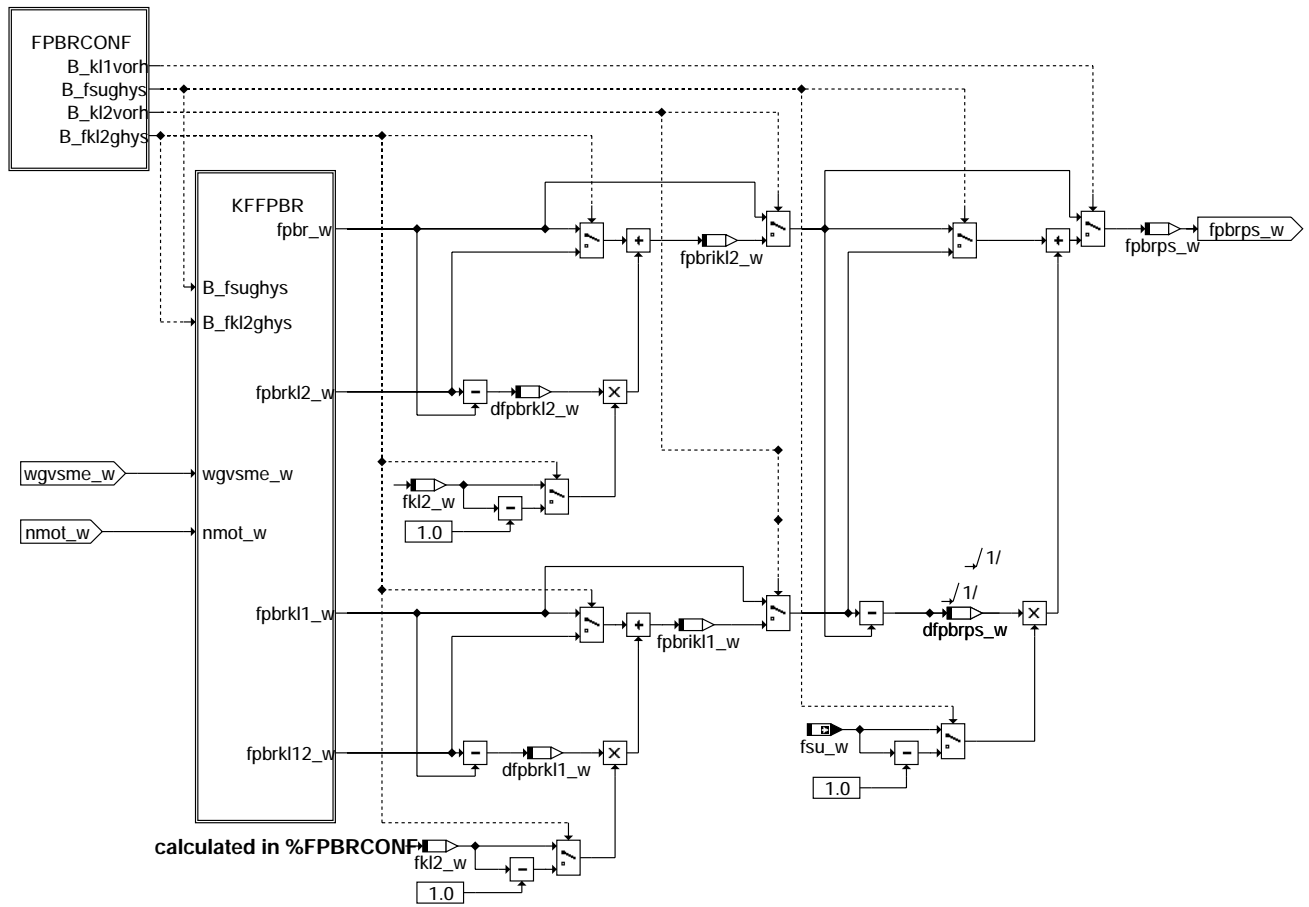 FPBRCONF
B_kl1vorh
B_fsughys
B_kl2vorh
B_fkl2ghys
KFFPBR
fpbr_w
fpbrps_w
fpbrps_w
fpbrikl2_w
B_fsughys
B_fkl2ghys
+
+
fpbrkl2_w
-
dfpbrkl2_w
X
wgvsme_w
wgvsme_w
fkl2_w
-
1.0
nmot_w
nmot_w
1/
1/
fpbrkl1_w
+
fpbrikl1_w
-
dfpbrps_w
X
fsu_w
-
1.0
fpbrkl12_w
-
dfpbrkl1_w
X
calculated in %FPBRCONF
fkl2_w
-
1.0